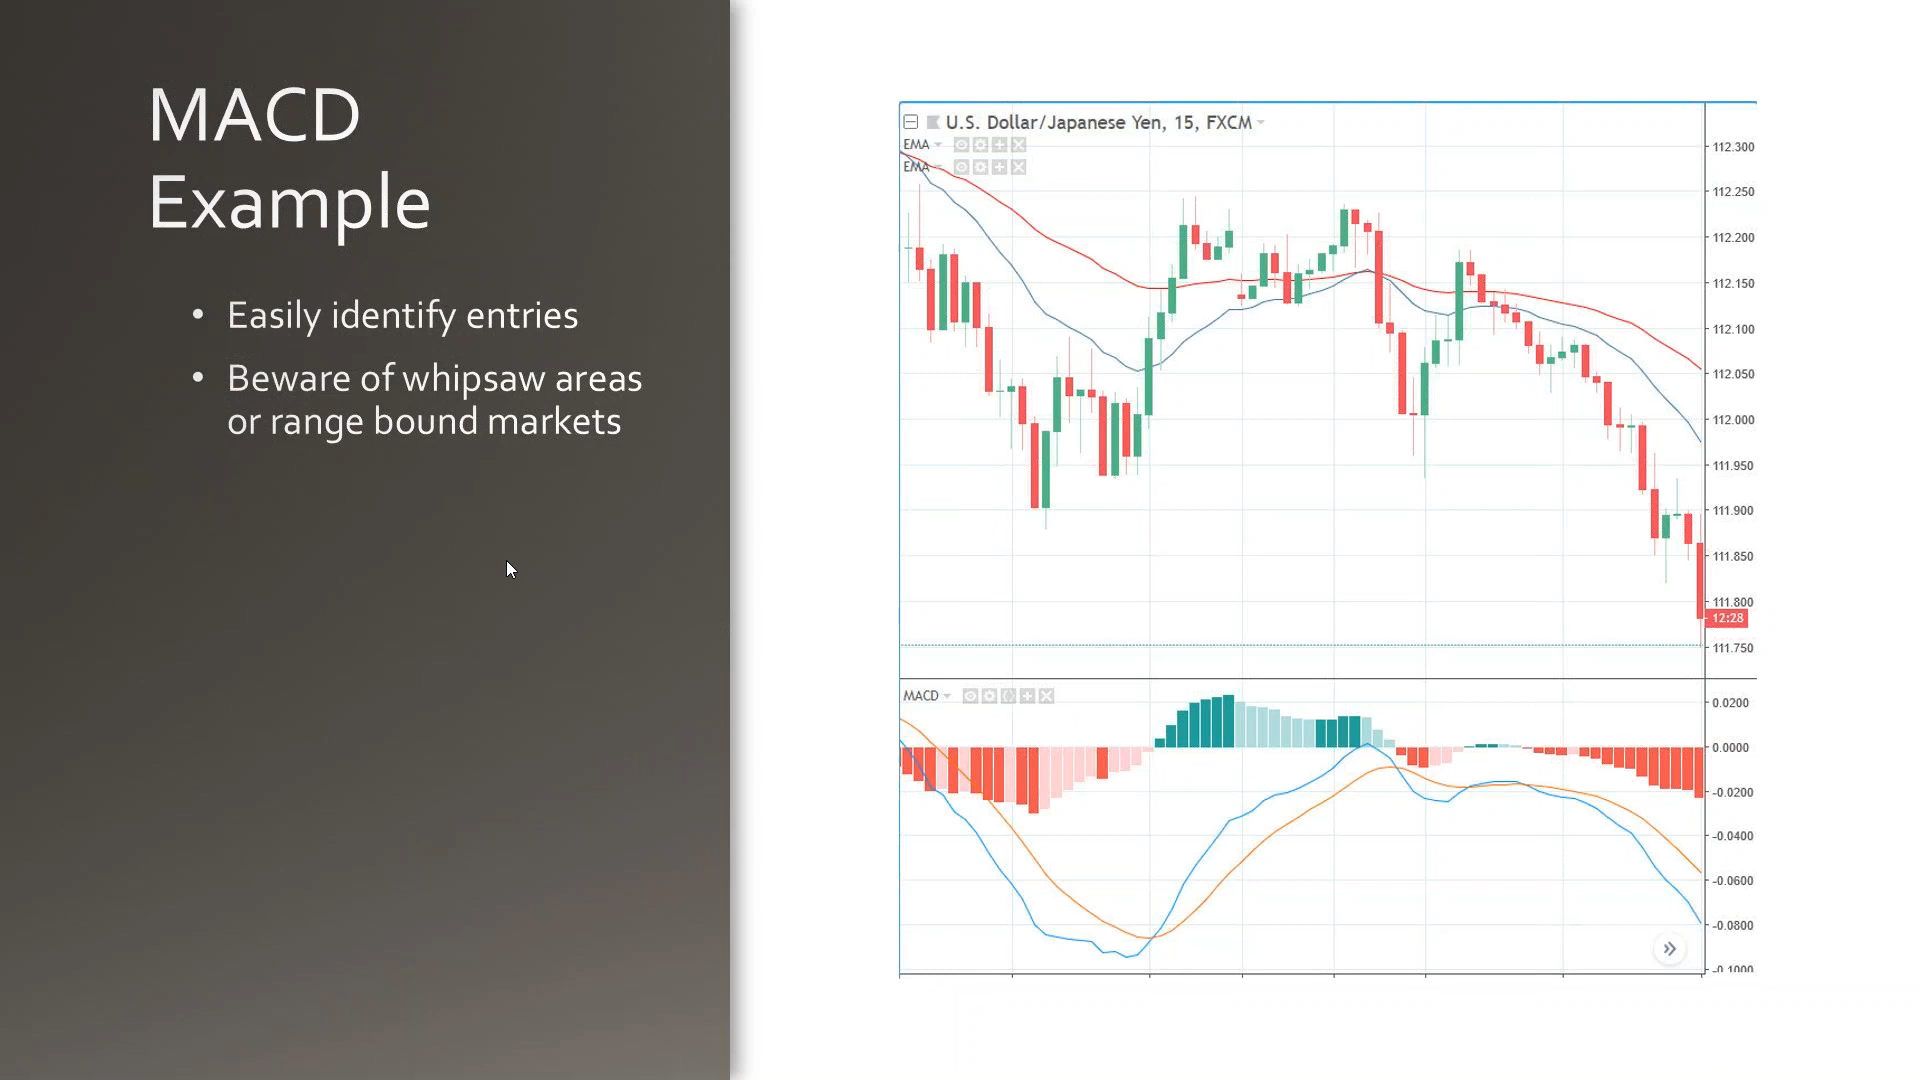 MACD
Example
• Easily identify entries
• Beware of whipsaw areas
or range bound markets
U.S. Dollar/Japanese Yen, 15, FXCM
EMA
EMA
112.300
112.250
112.200
112.150
112.100
112.050
112.000
111.950
111.900
111.850
111.800
12:28
111.750
MACD
0.0200
0.0000
-0.0200
-0.0400
-0.0600
-0.0800
-0.1000